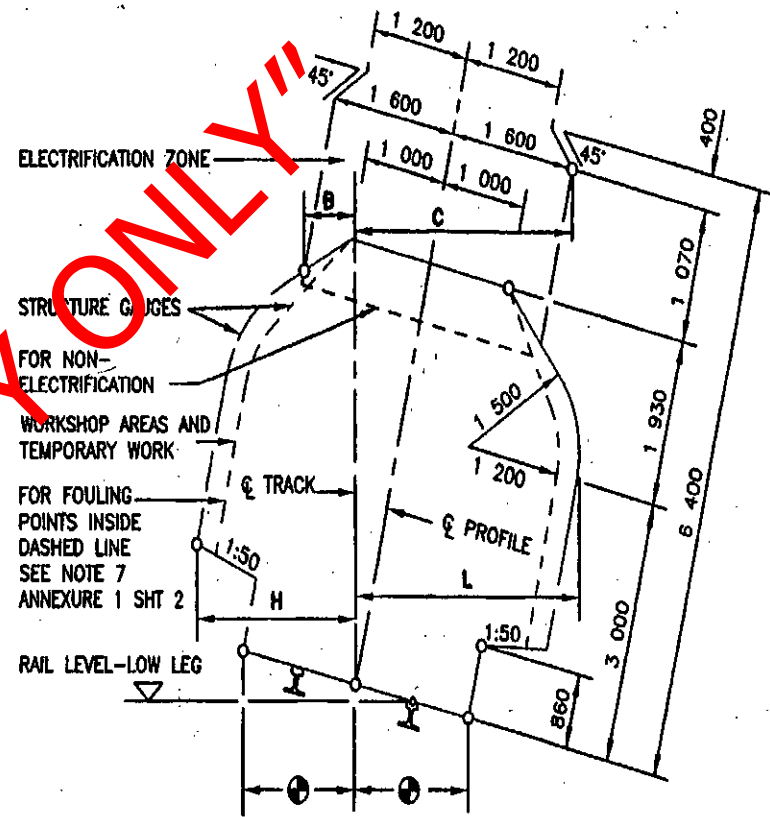 1 200
1 200
45°
1 600
1 600
45°
400
ELECTRIFICATION ZONE
1 000
1 000
B
C
1 070
STRUCTURE GAUGES
FOR NON-
ELECTRIFICATION
1 500
1 930
WORKSHOP AREAS AND
TEMPORARY WORK
1 200
6 400
℄ TRACK
FOR FOULING
POINTS INSIDE
DASHED LINE
SEE NOTE 7
ANNEXURE 1 SHT 2
℄ PROFILE
1:50
H
L
1:50
3 000
RAIL LEVEL-LOW LEG
860
Y ONLY”